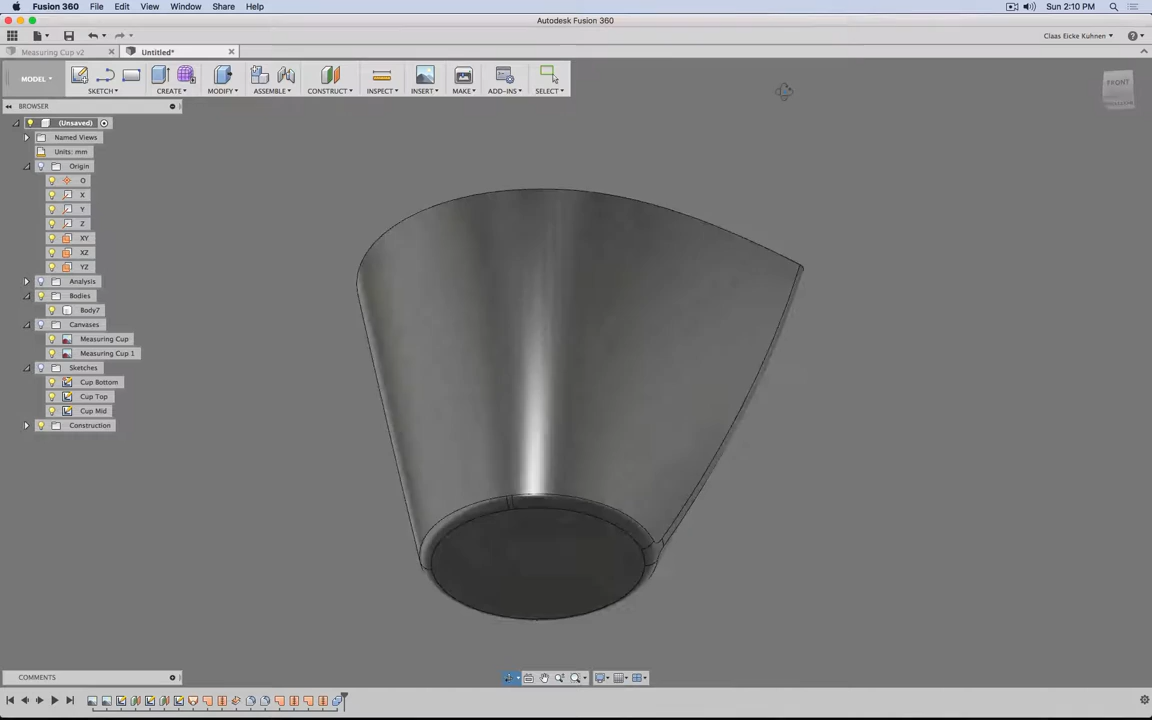 Fusion 360 File Edit View Window Share Help Sun 2:10 PM
Autodesk Fusion 360
Claas Eicke Kuhnen
Measuring Cup v2 Untitled*
MODEL SKETCH CREATE MODIFY ASSEMBLE CONSTRUCT INSPECT INSERT MAKE ADD-INS SELECT
FRONT
BROWSER
(Unsaved)
Named Views
Units: mm
Origin
O
X
Y
Z
XY
XZ
YZ
Analysis
Bodies
Body7
Canvases
Measuring Cup
Measuring Cup 1
Sketches
Cup Bottom
Cup Top
Cup Mid
Construction
COMMENTS